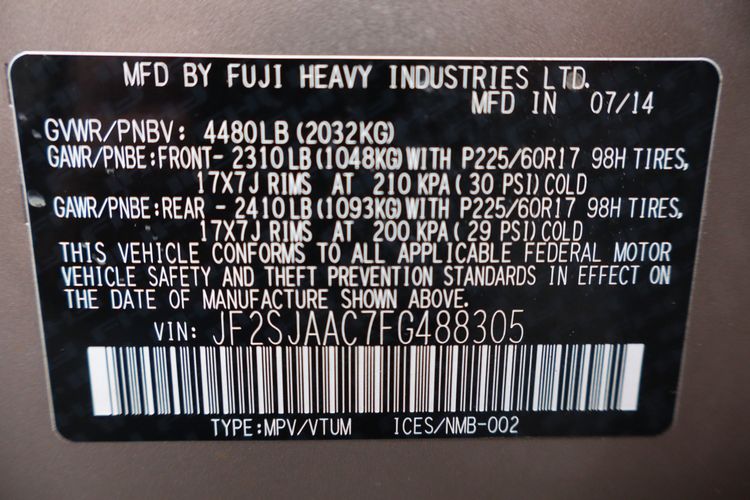 MFD BY FUJI HEAVY INDUSTRIES LTD.
MFD IN 07/14
GVWR/PNBV: 4480LB (2032KG)
GAWR/PNBE:FRONT- 2310LB (1048KG) WITH P225/60R17 98H TIRES,
17X7J RIMS AT 210 KPA ( 30 PSI) COLD
GAWR/PNBE:REAR - 2410LB (1093KG) WITH P225/60R17 98H TIRES,
17X7J RIMS AT 200 KPA ( 29 PSI) COLD
THIS VEHICLE CONFORMS TO ALL APPLICABLE FEDERAL MOTOR
VEHICLE SAFETY AND THEFT PREVENTION STANDARDS IN EFFECT ON
THE DATE OF MANUFACTURE SHOWN ABOVE.
VIN: JF2SJAAC7FG488305
TYPE:MPV/VTUM ICES/NMB-002